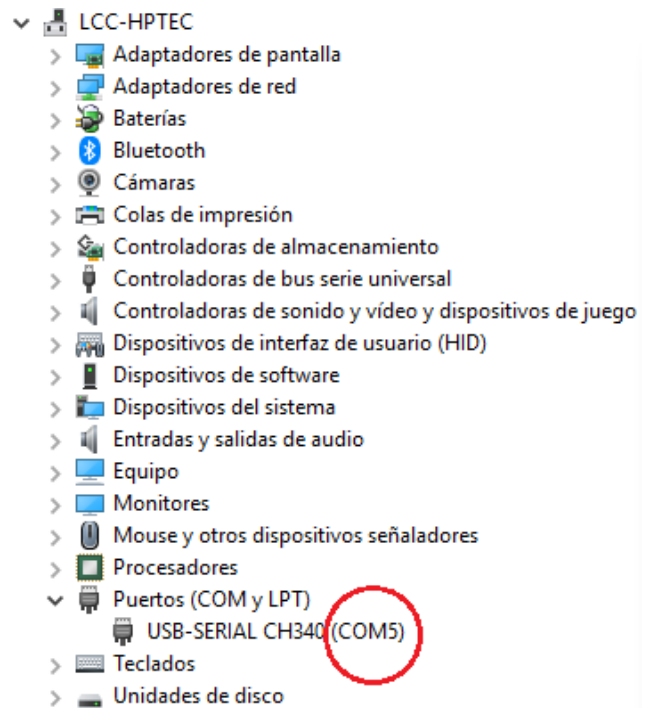 LCC-HPTEC
Adaptadores de pantalla
Adaptadores de red
Baterías
Bluetooth
Cámaras
Colas de impresión
Controladoras de almacenamiento
Controladoras de bus serie universal
Controladoras de sonido y vídeo y dispositivos de juego
Dispositivos de interfaz de usuario (HID)
Dispositivos de software
Dispositivos del sistema
Entradas y salidas de audio
Equipo
Monitores
Mouse y otros dispositivos señaladores
Procesadores
Puertos (COM y LPT)
USB-SERIAL CH340 (COM5)
Teclados
Unidades de disco